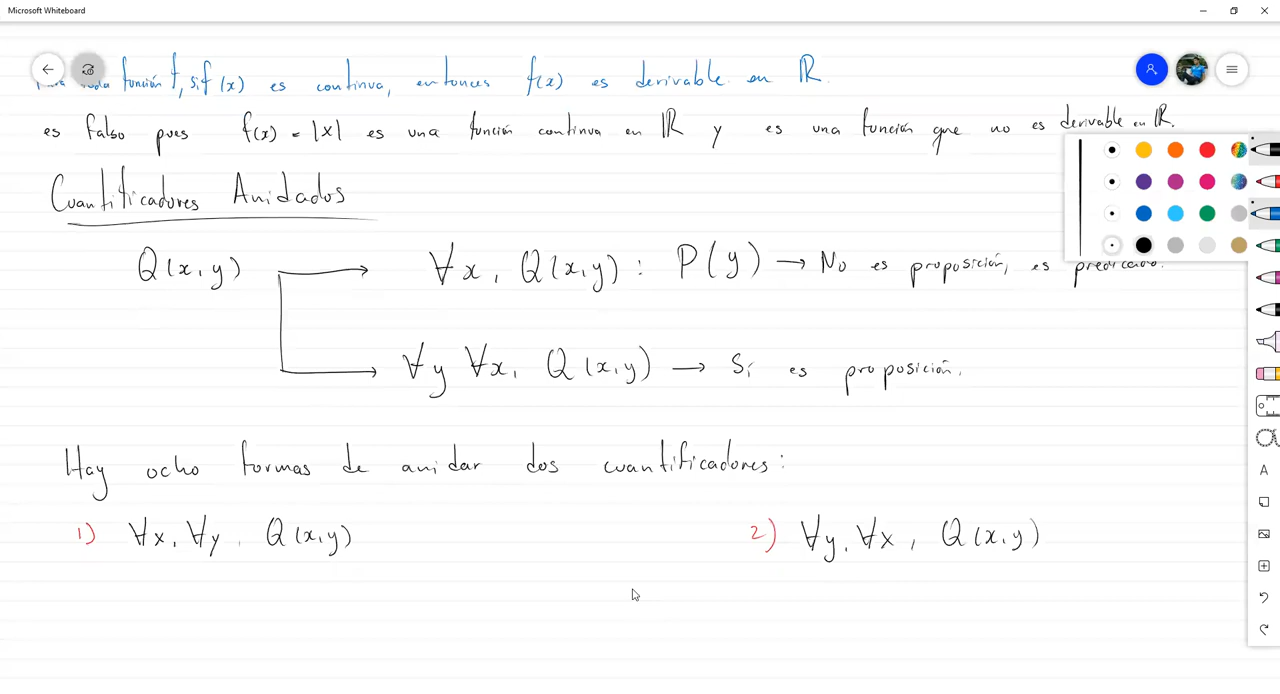 Microsoft Whiteboard
función f, si f(x) es continua, entonces f(x) es derivable en ℝ
es falso pues f(x) = |x| es una función continua en ℝ y es una función que no es derivable en ℝ.
Cuantificadores Anidados
Q(x,y) ∀x, Q(x,y) : P(y) → No es proposición, es predicado.
∀y ∀x, Q(x,y) → Sí es proposición.
Hay ocho formas de anidar dos cuantificadores:
1) ∀x, ∀y, Q(x,y) 2) ∀y, ∀x, Q(x,y)
A